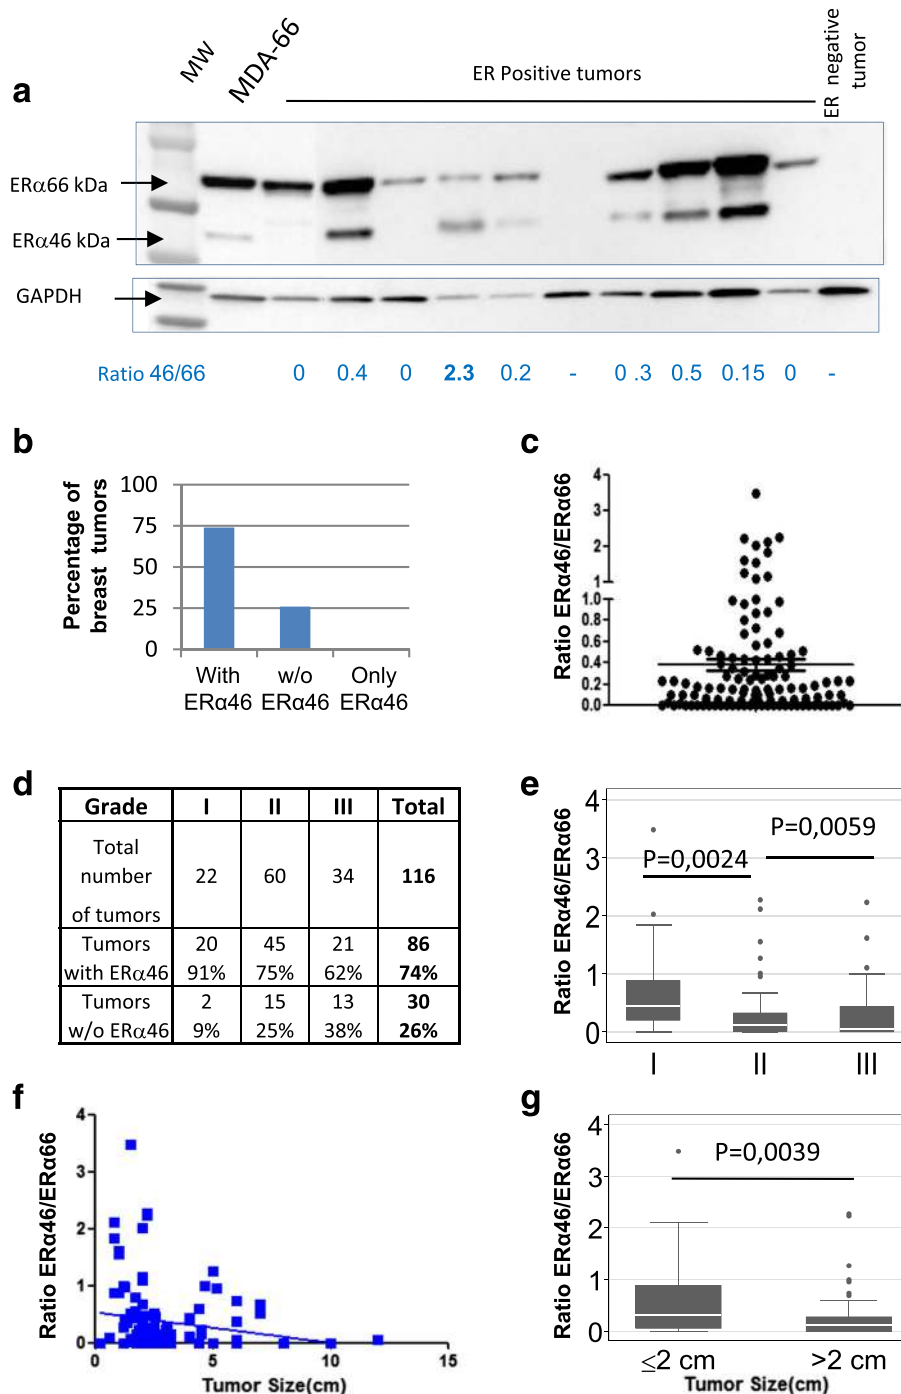 a
MW
MDA-66
ER Positive tumors
ER negative
tumor
ERα66 kDa
ERα46 kDa
GAPDH
Ratio 46/66 0 0.4 0 2.3 0.2 - 0 .3 0.5 0.15 0 -
b
Percentage of
breast tumors
100
75
50
25
0
With
ERα46
w/o
ERα46
Only
ERα46
c
Ratio ERα46/ERα66
4
3
2
1
1.0
0.8
0.6
0.4
0.2
0.0
d
Grade I II III Total
Total
number
of tumors
22 60 34 116
Tumors
with ERα46
20 45 21 86
91% 75% 62% 74%
Tumors
w/o ERα46
2 15 13 30
9% 25% 38% 26%
e
Ratio ERα46/ERα66
4
3
2
1
0
P=0,0024
P=0,0059
I II III
f
Ratio ERα46/ERα66
4
3
2
1
0
0 5 10 15
Tumor Size(cm)
g
Ratio ERα46/ERα66
4
3
2
1
0
P=0,0039
≤2 cm >2 cm
Tumor Size(cm)